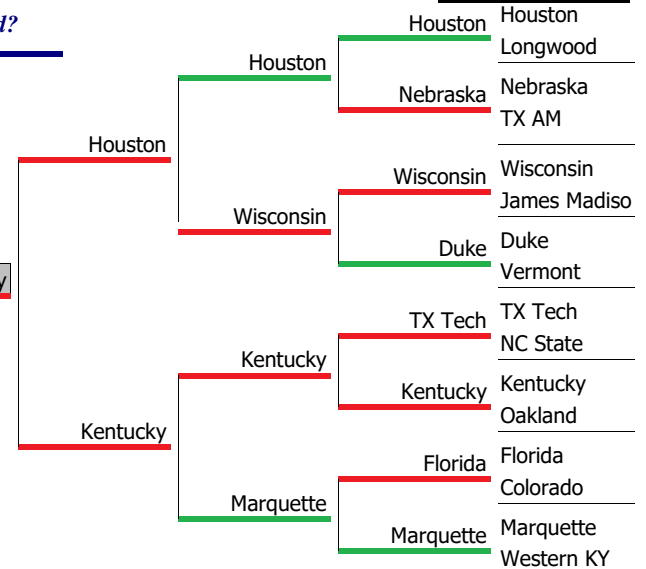 d?
Houston
Houston
Longwood
Houston
Nebraska
Nebraska
TX AM
Houston
Wisconsin
Wisconsin
James Madiso
Wisconsin
Duke
Duke
Vermont
y
TX Tech
TX Tech
NC State
Kentucky
Kentucky
Kentucky
Oakland
Kentucky
Florida
Florida
Colorado
Marquette
Marquette
Marquette
Western KY